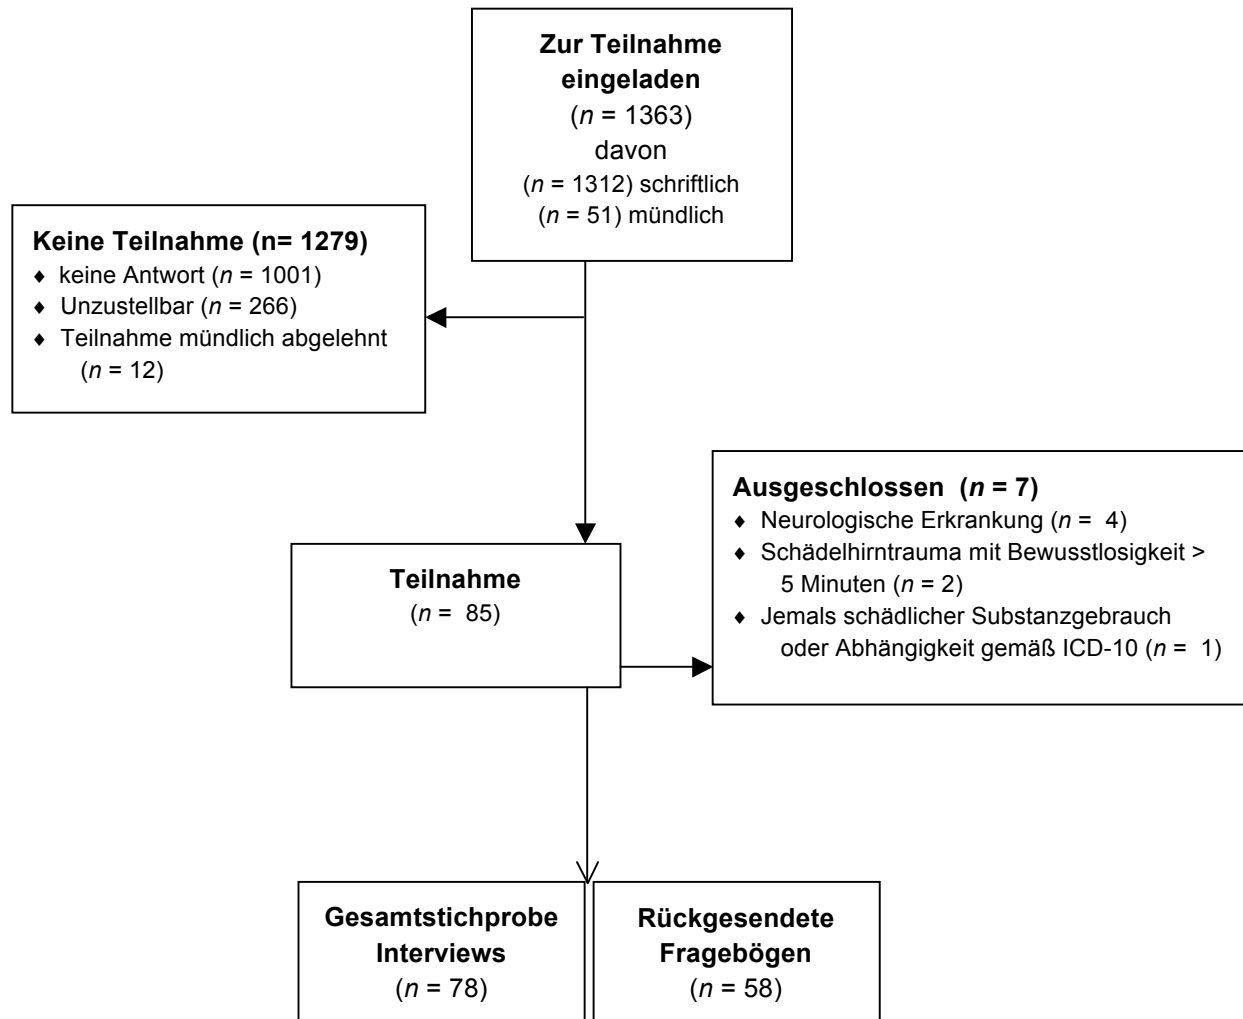 Zur Teilnahme
eingeladen
(n = 1363)
davon
(n = 1312) schriftlich
(n = 51) mündlich
Keine Teilnahme (n= 1279)
♦ keine Antwort (n = 1001)
♦ Unzustellbar (n = 266)
♦ Teilnahme mündlich abgelehnt
(n = 12)
Ausgeschlossen (n = 7)
♦ Neurologische Erkrankung (n = 4)
♦ Schädelhirntrauma mit Bewusstlosigkeit >
5 Minuten (n = 2)
♦ Jemals schädlicher Substanzgebrauch
oder Abhängigkeit gemäß ICD-10 (n = 1)
Teilnahme
(n = 85)
Gesamtstichprobe
Interviews
(n = 78)
Rückgesendete
Fragebögen
(n = 58)